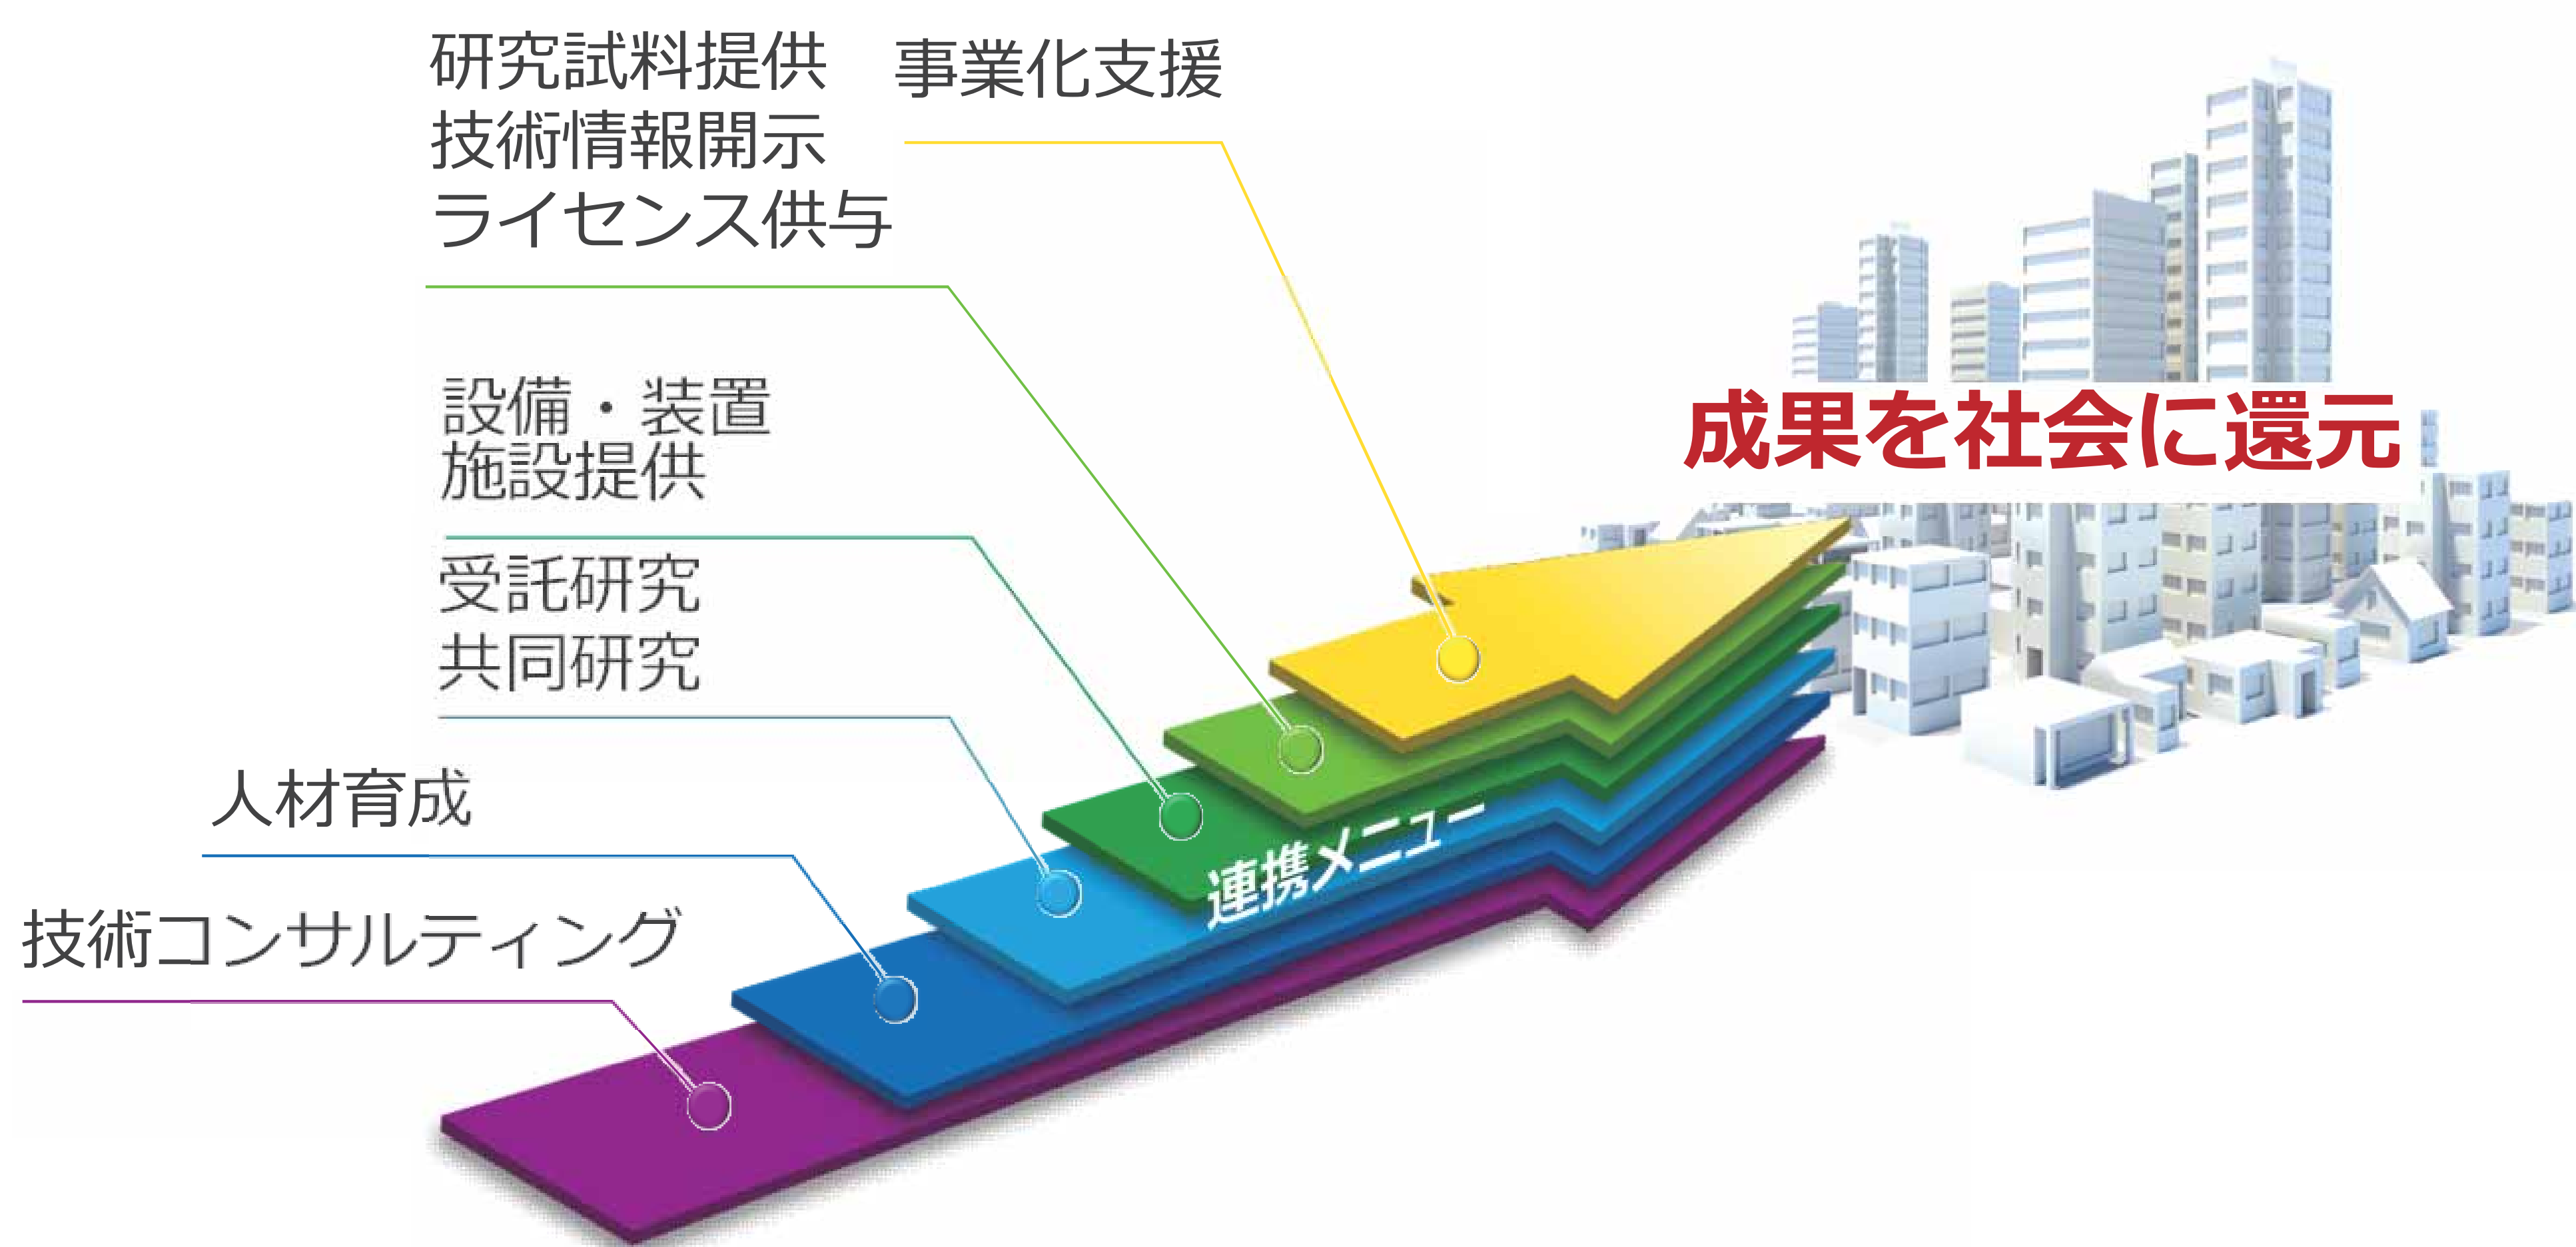 研究試料提供
技術情報開示
ライセンス供与
事業化支援
設備・装置
施設提供
受託研究
共同研究
人材育成
技術コンサルティング
連携メニュー
成果を社会に還元